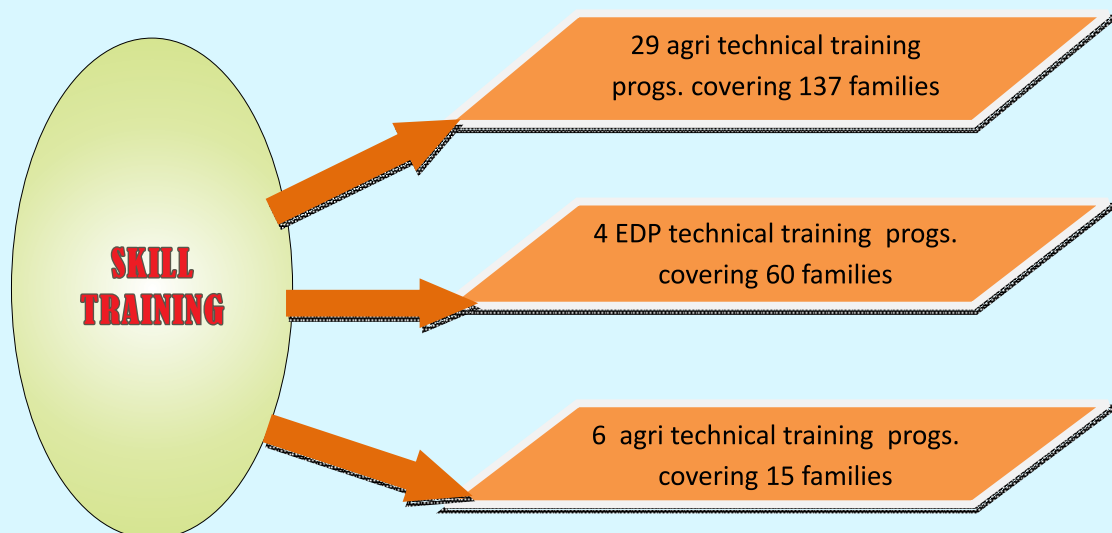 SKILL
TRAINING
29 agri technical training
progs. covering 137 families
4 EDP technical training progs.
covering 60 families
6 agri technical training progs.
covering 15 families